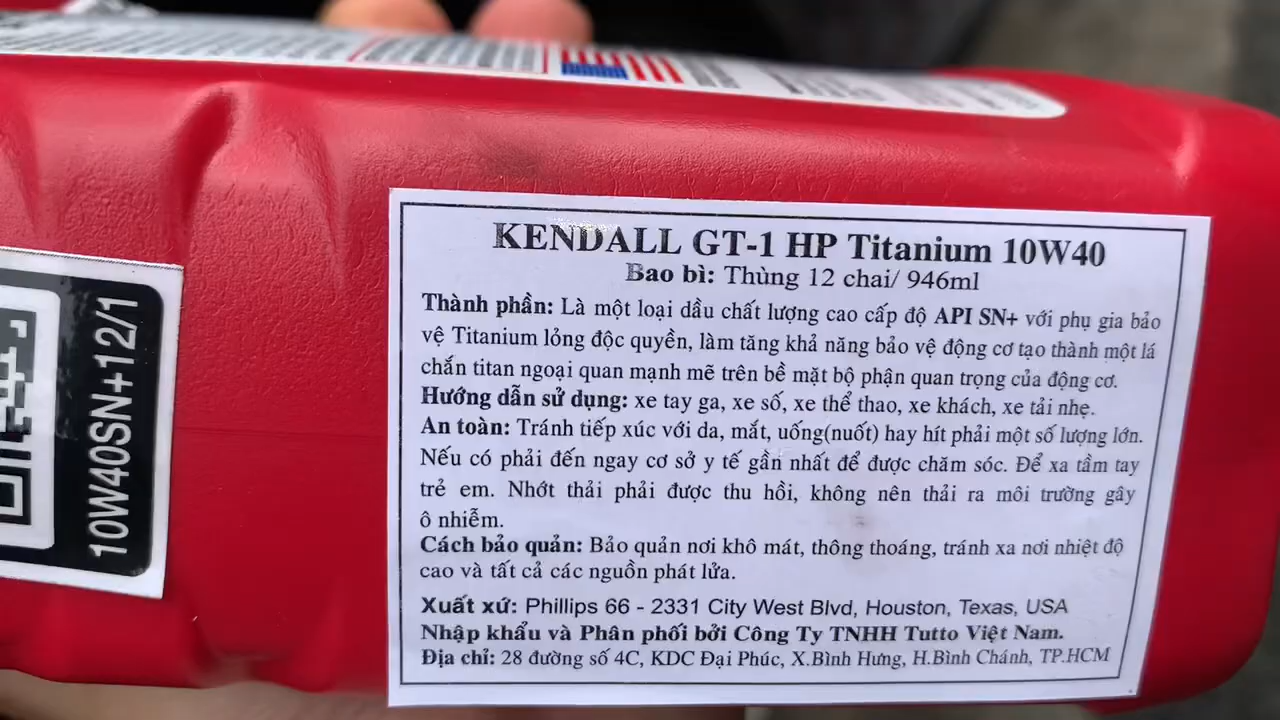 KENDALL GT-1 HP Titanium 10W40
Bao bì: Thùng 12 chai/ 946ml
Thành phần: Là một loại dầu chất lượng cao cấp độ API SN+ với phụ gia bảo
vệ Titanium lỏng độc quyền, làm tăng khả năng bảo vệ động cơ tạo thành một lá
chắn titan ngoại quan mạnh mẽ trên bề mặt bộ phận quan trọng của động cơ.
Hướng dẫn sử dụng: xe tay ga, xe số, xe thể thao, xe khách, xe tải nhẹ.
An toàn: Tránh tiếp xúc với da, mắt, uống(nuốt) hay hít phải một số lượng lớn.
Nếu có phải đến ngay cơ sở y tế gần nhất để được chăm sóc. Để xa tầm tay
trẻ em. Nhớt thải phải được thu hồi, không nên thải ra môi trường gây
ô nhiễm.
Cách bảo quản: Bảo quản nơi khô mát, thông thoáng, tránh xa nơi nhiệt độ
cao và tất cả các nguồn phát lửa.
Xuất xứ: Phillips 66 - 2331 City West Blvd, Houston, Texas, USA
Nhập khẩu và Phân phối bởi Công Ty TNHH Tutto Việt Nam.
Địa chỉ: 28 đường số 4C, KDC Đại Phúc, X.Bình Hưng, H.Bình Chánh, TP.HCM
10W40SN+12/1